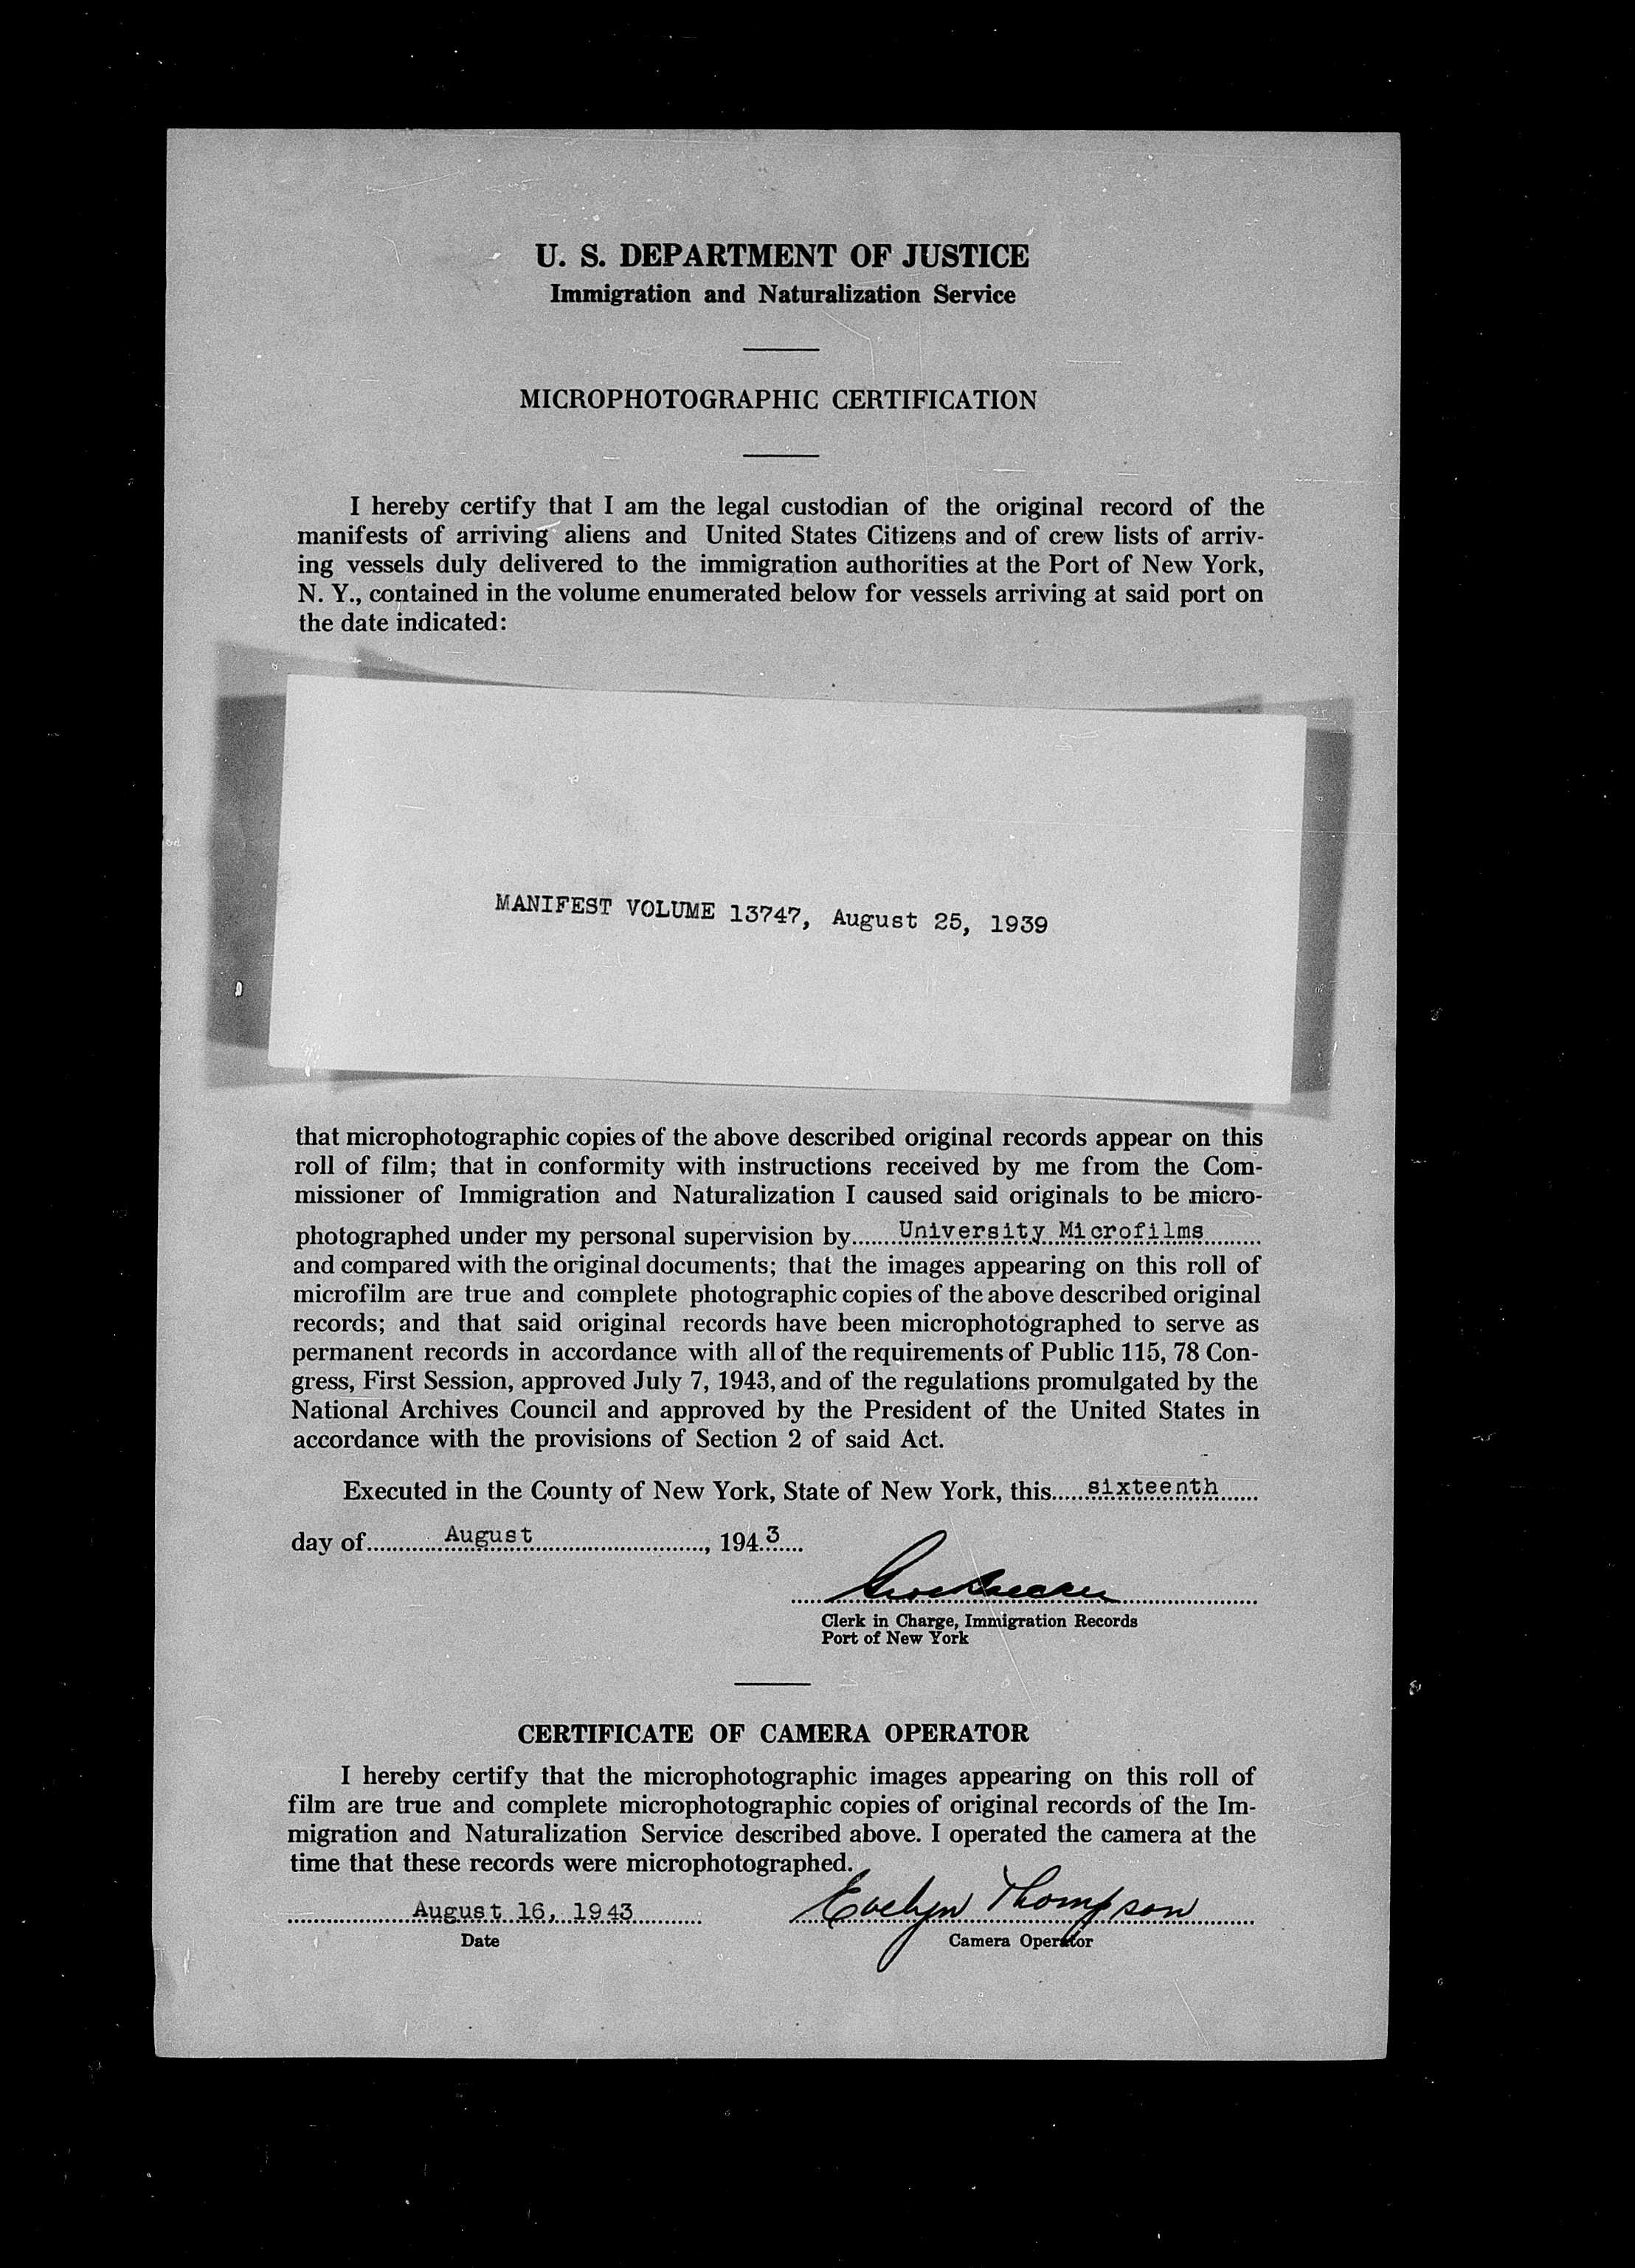 U. S. DEPARTMENT OF JUSTICE
Immigration and Naturalization Service
MICROPHOTOGRAPHIC CERTIFICATION
I hereby certify that I am the legal custodian of the original record of the
manifests of arriving aliens and United States Citizens and of crew lists of arriv-
ing vessels duly delivered to the immigration authorities at the Port of New York,
N. Y., contained in the volume enumerated below for vessels arriving at said port on
the date indicated:
MANIFEST VOLUME 13747, August 25, 1939
that microphotographic copies of the above described original records appear on this
roll of film; that in conformity with instructions received by me from the Com-
missioner of Immigration and Naturalization I caused said originals to be micro-
photographed under my personal supervision by.......University Microfilms.........
and compared with the original documents; that the images appearing on this roll of
microfilm are true and complete photographic copies of the above described original
records; and that said original records have been microphotographed to serve as
permanent records in accordance with all of the requirements of Public 115, 78 Con-
gress, First Session, approved July 7, 1943, and of the regulations promulgated by the
National Archives Council and approved by the President of the United States in
accordance with the provisions of Section 2 of said Act.
Executed in the County of New York, State of New York, this.....sixteenth......
day of............August............................, 194.3....
Clerk in Charge, Immigration Records
Port of New York
CERTIFICATE OF CAMERA OPERATOR
I hereby certify that the microphotographic images appearing on this roll of
film are true and complete microphotographic copies of original records of the Im-
migration and Naturalization Service described above. I operated the camera at the
time that these records were microphotographed.
August 16, 1943 Evelyn Thompson
Date Camera Operator